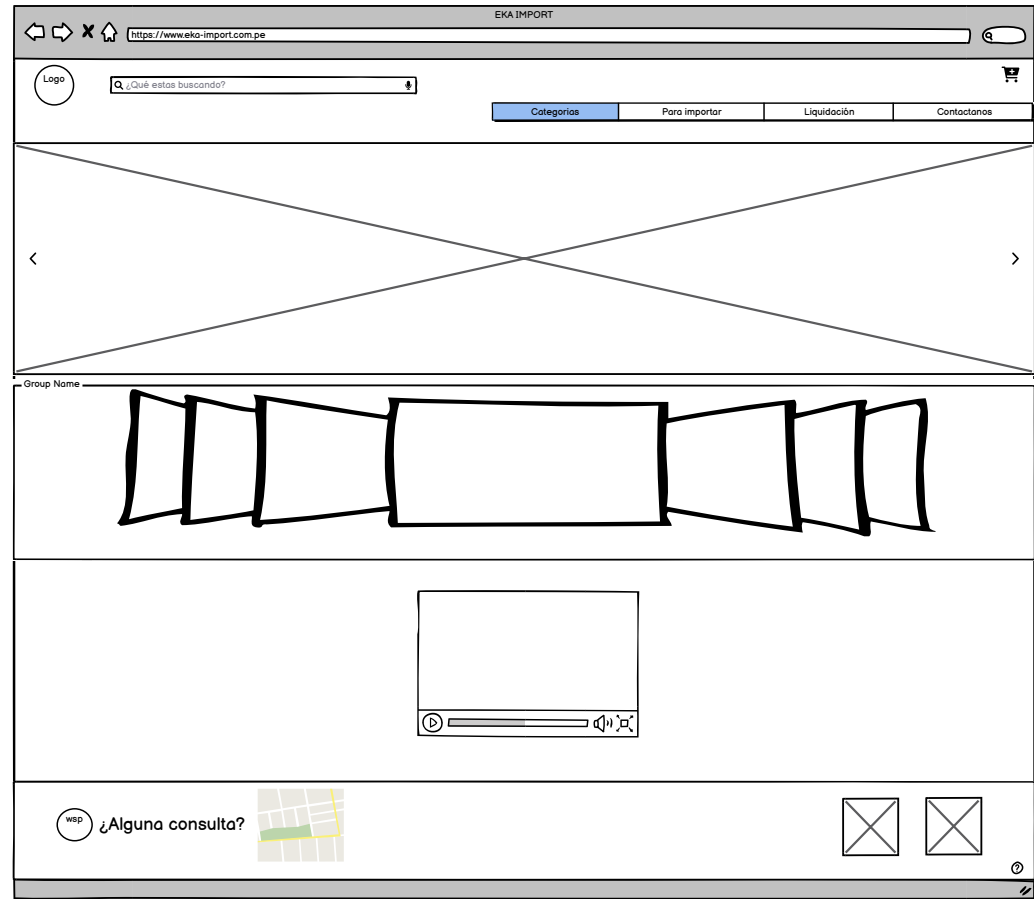 EKA IMPORT
https://www.eka-import.com.pe
Logo
¿Qué estas buscando?
Categorias
Para importar
Liquidación
Contactanos
Group Name
wsp
¿Alguna consulta?